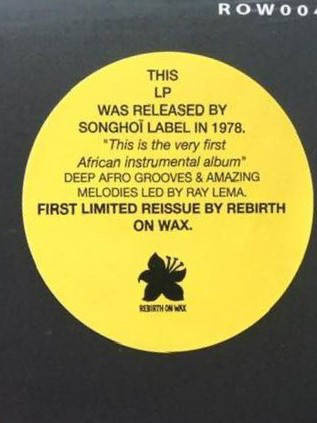 ROW004
THIS
LP
WAS RELEASED BY
SONGHOÏ LABEL IN 1978.
"This is the very first
African instrumental album"
DEEP AFRO GROOVES & AMAZING
MELODIES LED BY RAY LEMA.
FIRST LIMITED REISSUE BY REBIRTH
ON WAX.
REBIRTH ON WAX